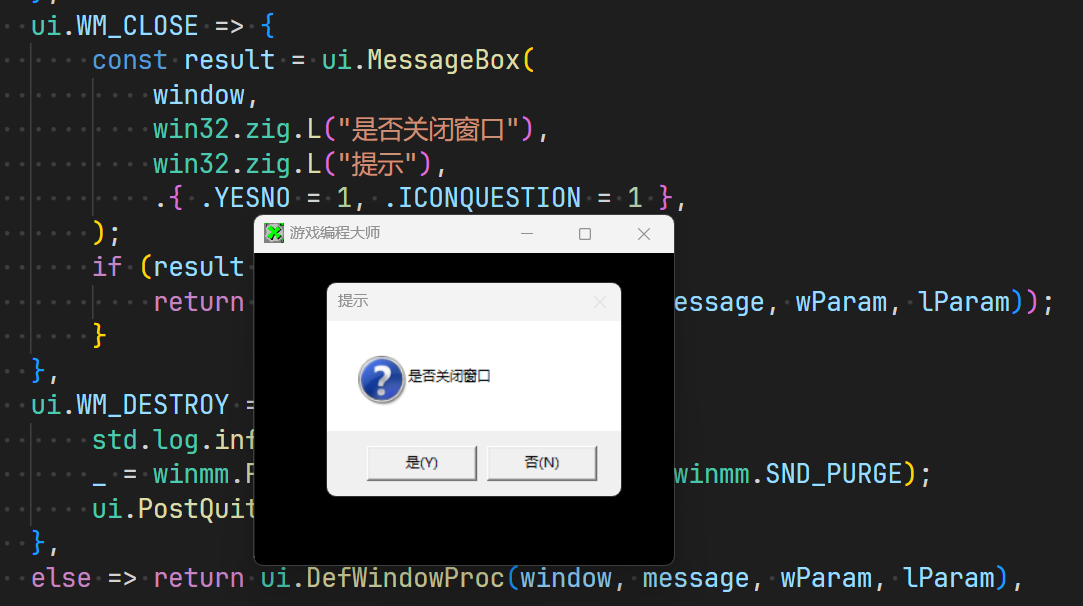 ui.WM_CLOSE => {
const result = ui.MessageBox(
window,
win32.zig.L("是否关闭窗口"),
win32.zig.L("提示"),
.{ .YESNO = 1, .ICONQUESTION = 1 },
);
游戏编程大师
if (result
提示
return essage, wParam, lParam));
}
是否关闭窗口
},
ui.WM_DESTROY =
std.log.inf
是(Y) 否(N)
_ = winmm. winmm.SND_PURGE);
ui.PostQuit
},
else => return ui.DefWindowProc(window, message, wParam, lParam),